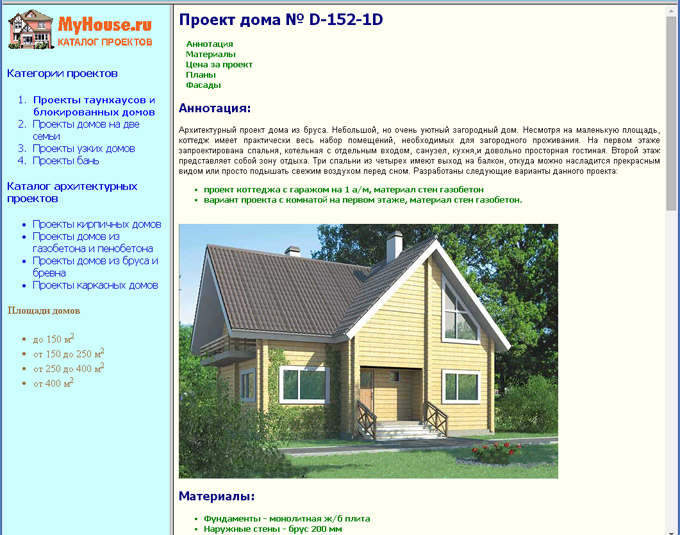 MyHouse.ru
КАТАЛОГ ПРОЕКТОВ
Категории проектов
1. Проекты таунхаусов и
блокированных домов
2. Проекты домов на две
семьи
3. Проекты узких домов
4. Проекты бань
Каталог архитектурных
проектов
Проекты кирпичных домов
Проекты домов из
газобетона и пенобетона
Проекты домов из бруса и
бревна
Проекты каркасных домов
Площади домов
до 150 м2
от 150 до 250 м2
от 250 до 400 м2
от 400 м2
Проект дома № D-152-1D
Аннотация
Материалы
Цена за проект
Планы
Фасады
Аннотация:
Архитектурный проект дома из бруса. Небольшой, но очень уютный загородный дом. Несмотря на маленькую площадь,
коттедж имеет практически весь набор помещений, необходимых для загородного проживания. На первом этаже
запроектирована спальня, котельная с отдельным входом, санузел, кухня,и довольно просторная гостиная. Второй этаж
представляет собой зону отдыха. Три спальни из четырех имеют выход на балкон, откуда можно насладится прекрасным
видом или просто подышать свежим воздухом перед сном. Разработаны следующие варианты данного проекта:
проект коттеджа с гаражом на 1 а/м, материал стен газобетон
вариант проекта с комнатой на первом этаже, материал стен газобетон.
Материалы:
Фундаменты - монолитная ж/б плита
Наружные стены - брус 200 мм